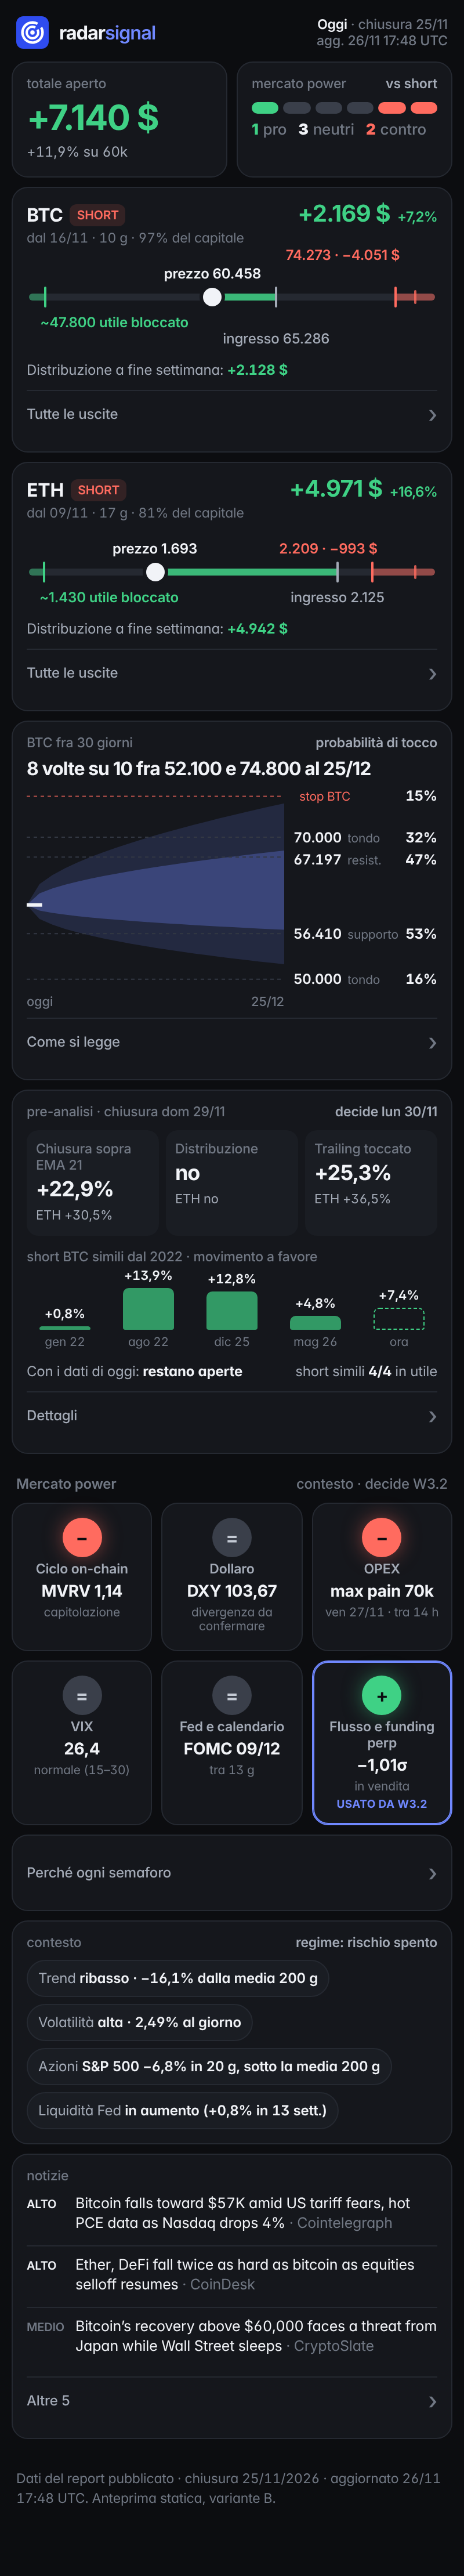 radarsignal
Oggi · chiusura 25/11
agg. 26/11 17:48 UTC
totale aperto
+7.140 $
+11,9% su 60k
mercato power
vs short
1 pro 3 neutri 2 contro
BTC SHORT
+2.169 $ +7,2%
dal 16/11 · 10 g · 97% del capitale
74.273 · −4.051 $
prezzo 60.458
~47.800 utile bloccato
ingresso 65.286
Distribuzione a fine settimana: +2.128 $
Tutte le uscite
ETH SHORT
+4.971 $ +16,6%
dal 09/11 · 17 g · 81% del capitale
prezzo 1.693
2.209 · −993 $
~1.430 utile bloccato
ingresso 2.125
Distribuzione a fine settimana: +4.942 $
Tutte le uscite
BTC fra 30 giorni
probabilità di tocco
8 volte su 10 fra 52.100 e 74.800 al 25/12
stop BTC 15%
70.000 tondo 32%
67.197 resist. 47%
56.410 supporto 53%
50.000 tondo 16%
oggi
25/12
Come si legge
pre-analisi · chiusura dom 29/11
decide lun 30/11
Chiusura sopra
EMA 21
+22,9%
ETH +30,5%
Distribuzione
no
ETH no
Trailing toccato
+25,3%
ETH +36,5%
short BTC simili dal 2022 · movimento a favore
+0,8%
+13,9%
+12,8%
+4,8%
+7,4%
gen 22
ago 22
dic 25
mag 26
ora
Con i dati di oggi: restano aperte
short simili 4/4 in utile
Dettagli
Mercato power
contesto · decide W3.2
−
Ciclo on-chain
MVRV 1,14
capitolazione
=
Dollaro
DXY 103,67
divergenza da
confermare
−
OPEX
max pain 70k
ven 27/11 · tra 14 h
=
VIX
26,4
normale (15–30)
=
Fed e calendario
FOMC 09/12
tra 13 g
+
Flusso e funding
perp
−1,01σ
in vendita
USATO DA W3.2
Perché ogni semaforo
contesto
regime: rischio spento
Trend ribasso · −16,1% dalla media 200 g
Volatilità alta · 2,49% al giorno
Azioni S&P 500 −6,8% in 20 g, sotto la media 200 g
Liquidità Fed in aumento (+0,8% in 13 sett.)
notizie
ALTO Bitcoin falls toward $57K amid US tariff fears, hot
PCE data as Nasdaq drops 4% · Cointelegraph
ALTO Ether, DeFi fall twice as hard as bitcoin as equities
selloff resumes · CoinDesk
MEDIO Bitcoin’s recovery above $60,000 faces a threat from
Japan while Wall Street sleeps · CryptoSlate
Altre 5
Dati del report pubblicato · chiusura 25/11/2026 · aggiornato 26/11
17:48 UTC. Anteprima statica, variante B.